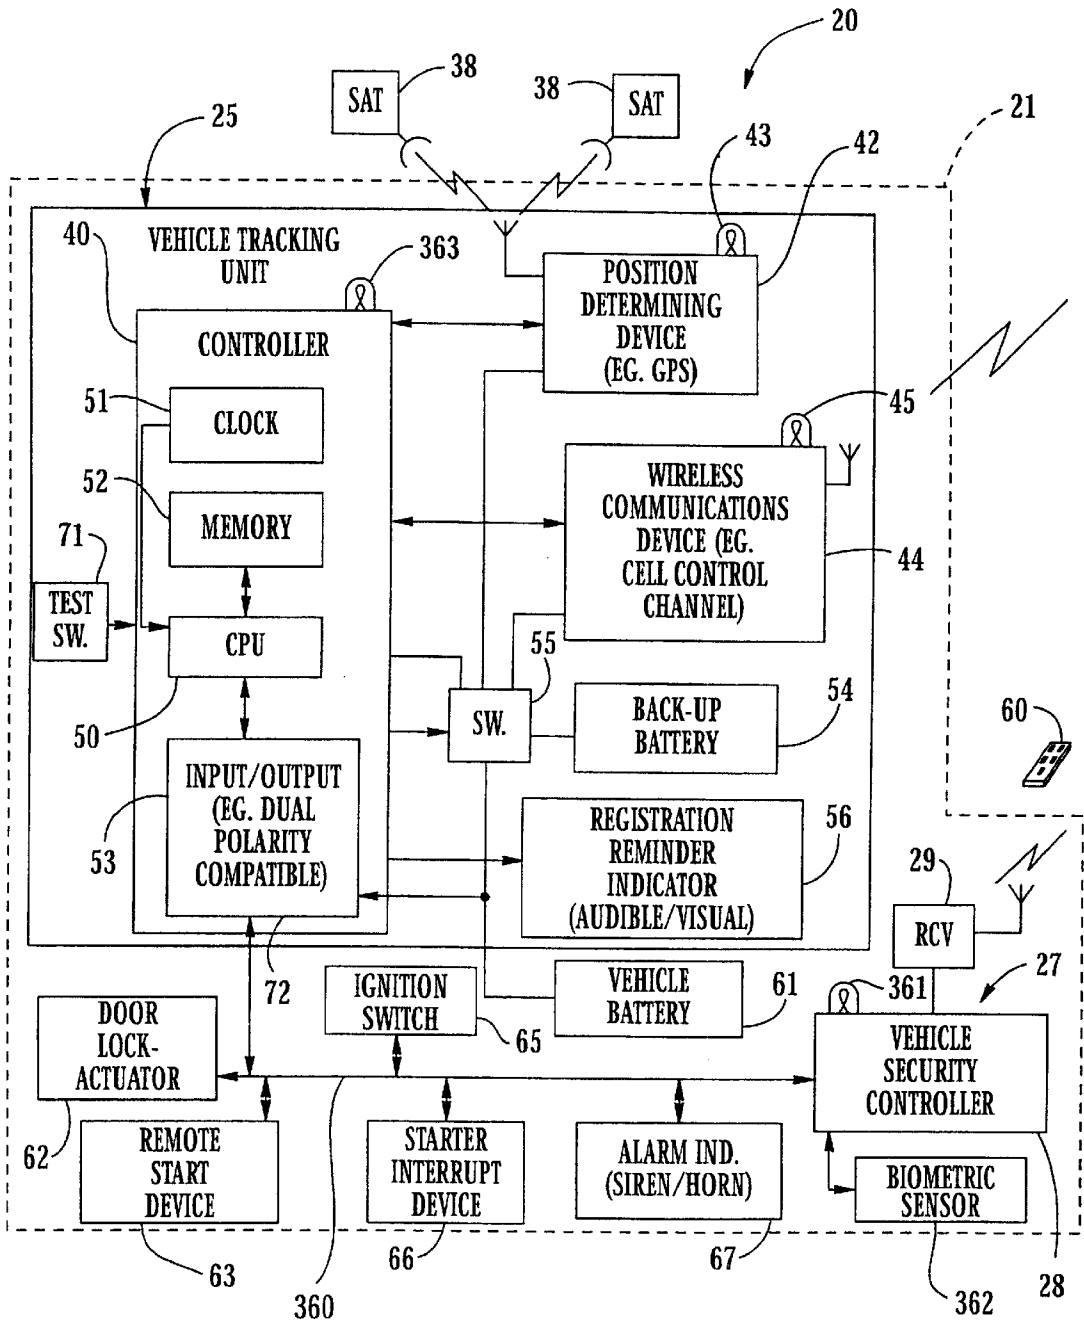 20
38
38
SAT
SAT
21
25
43
42
40
VEHICLE TRACKING
UNIT
363
POSITION
DETERMINING
DEVICE
(EG. GPS)
CONTROLLER
51
CLOCK
45
52
MEMORY
WIRELESS
COMMUNICATIONS
DEVICE (EG.
CELL CONTROL
CHANNEL)
44
71
TEST
SW.
CPU
50
55
SW.
BACK-UP
BATTERY
54
60
INPUT/OUTPUT
(EG. DUAL
POLARITY
COMPATIBLE)
53
REGISTRATION
REMINDER
INDICATOR
(AUDIBLE/VISUAL)
56
29
RCV
27
72
IGNITION
SWITCH
65
VEHICLE
BATTERY
61
361
DOOR
LOCK-
ACTUATOR
62
VEHICLE
SECURITY
CONTROLLER
REMOTE
START
DEVICE
STARTER
INTERRUPT
DEVICE
ALARM IND.
(SIREN/HORN)
BIOMETRIC
SENSOR
63
360
66
67
362
28